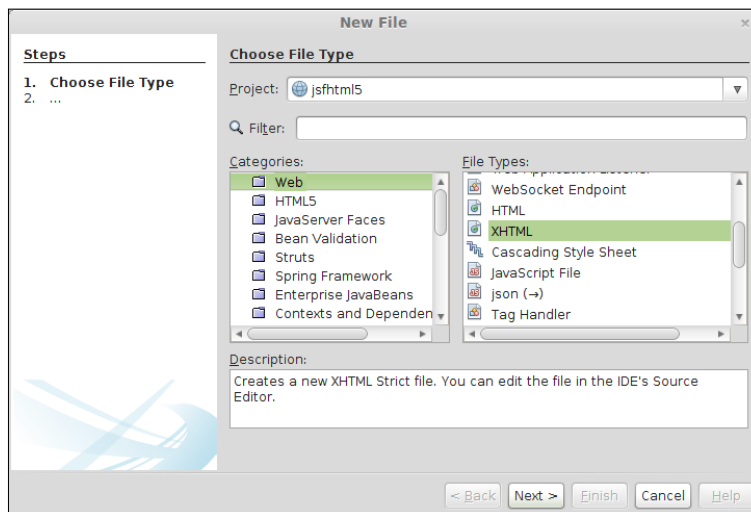 New File
Steps
1. Choose File Type
2. ...
Choose File Type
Project: jsfhtml5
Filter:
Categories:
Web
HTML5
JavaServer Faces
Bean Validation
Struts
Spring Framework
Enterprise JavaBeans
Contexts and Dependen
File Types:
WebSocket Endpoint
HTML
XHTML
Cascading Style Sheet
JavaScript File
json (→)
Tag Handler
Description:
Creates a new XHTML Strict file. You can edit the file in the IDE's Source
Editor.
< Back Next > Finish Cancel Help